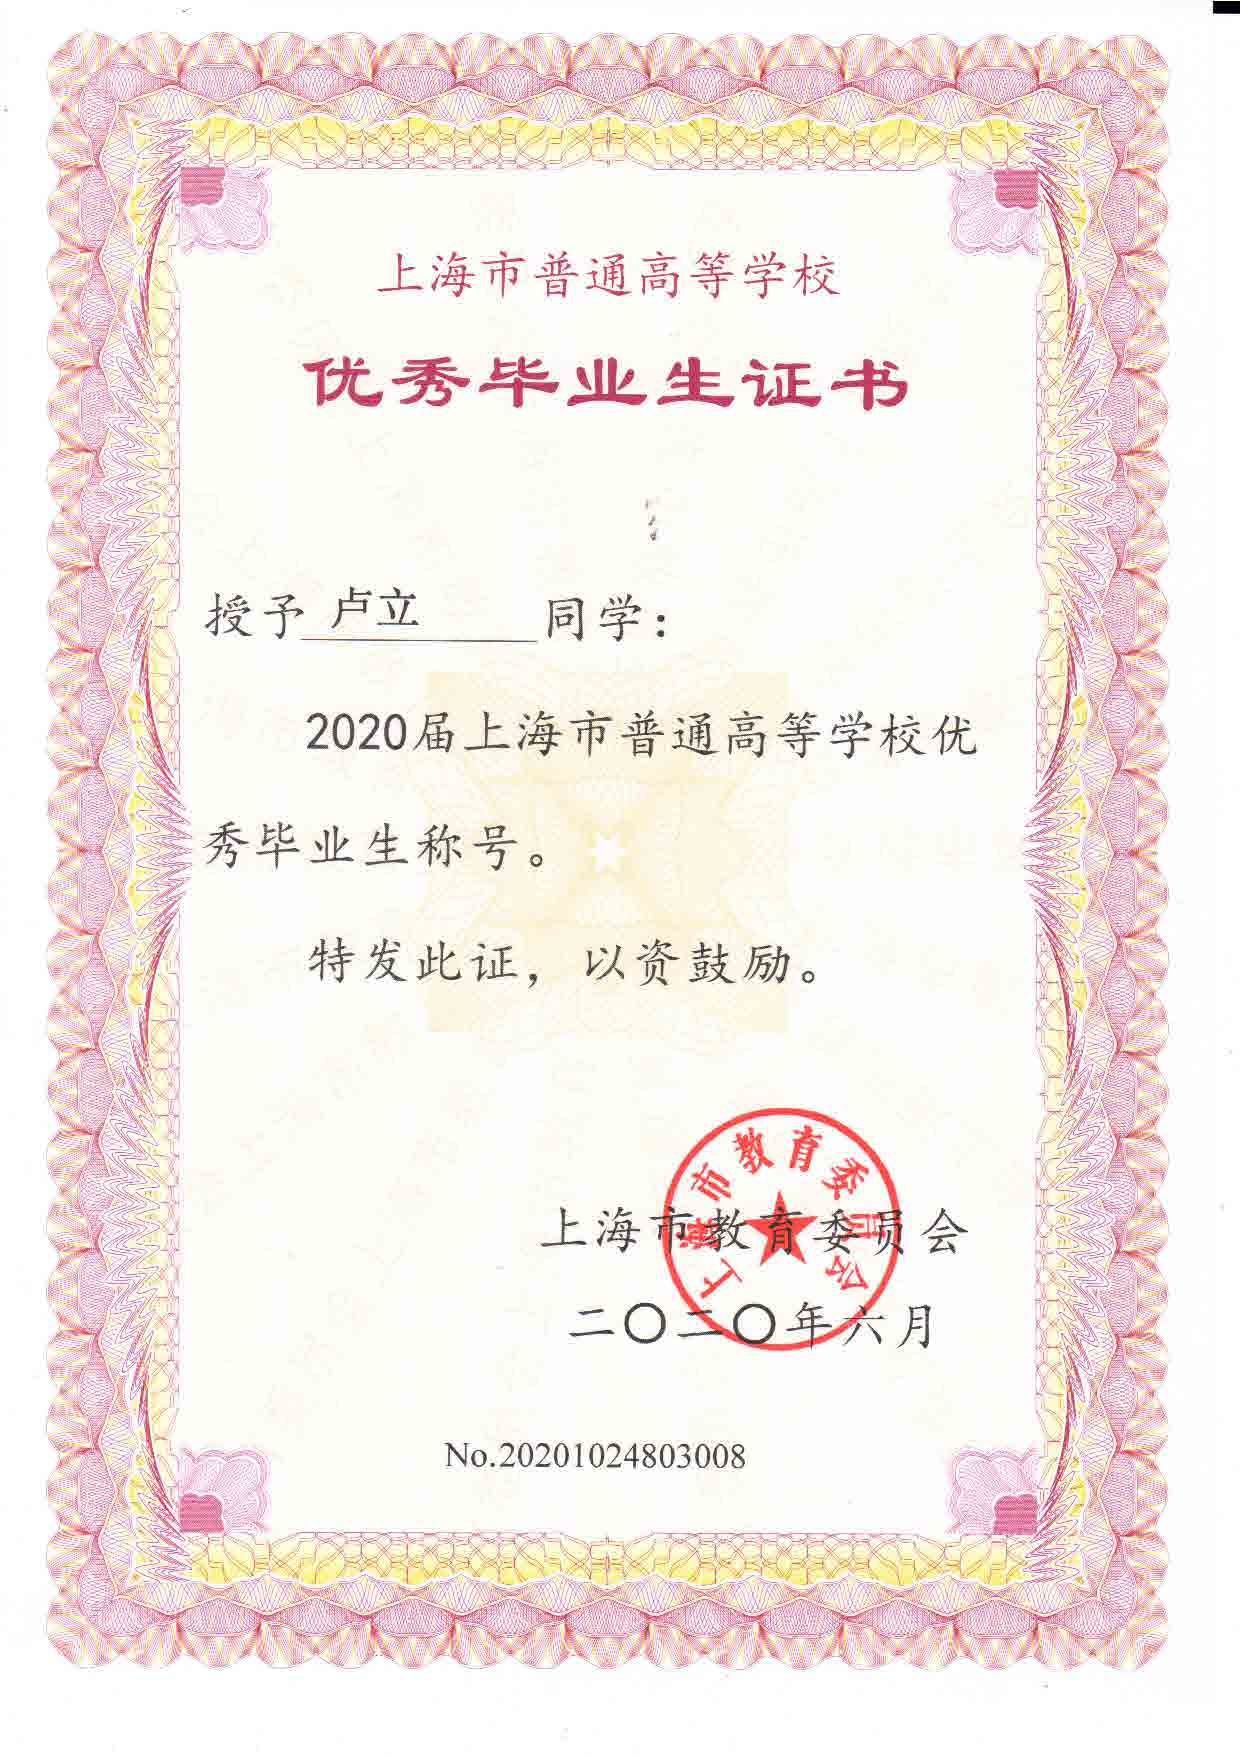 上海市普通高等学校
优秀毕业生证书
授予 卢立 同学：
2020届上海市普通高等学校优
秀毕业生称号。
特发此证，以资鼓励。
上海市教育委员会
上海市教育委员会
二〇二〇年六月
No.20201024803008